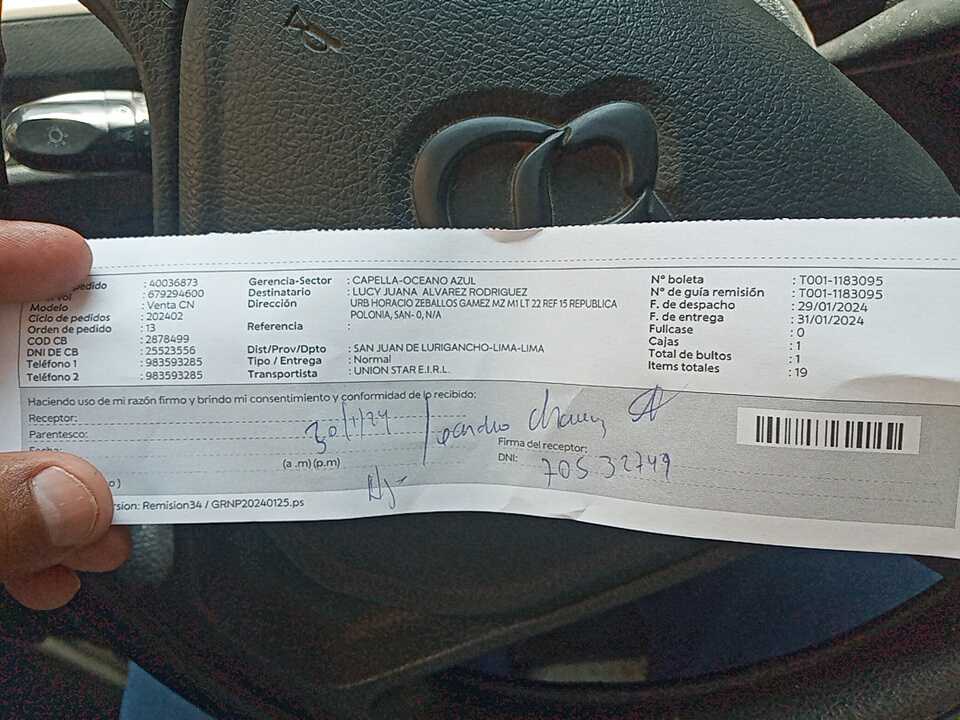 pedido : 40036873
: 679294600
Modelo : Venta CN
Ciclo de pedidos : 202402
Orden de pedido : 13
COD CB : 2878499
DNI DE CB : 25523556
Teléfono 1 : 983593285
Teléfono 2 : 983593285
Gerencia-Sector : CAPELLA-OCEANO AZUL
Destinatario : LUCY JUANA ALVAREZ RODRIGUEZ
Dirección : URB HORACIO ZEBALLOS GAMEZ MZ M1 LT 22 REF 15 REPUBLICA
POLONIA, SAN- 0, N/A
Referencia :
Dist/Prov/Dpto : SAN JUAN DE LURIGANCHO-LIMA-LIMA
Tipo / Entrega : Normal
Transportista : UNION STAR E.I.R.L.
N° boleta : T001-1183095
N° de guía remisión : T001-1183095
F. de despacho : 29/01/2024
F. de entrega : 31/01/2024
Fullcase : 0
Cajas : 1
Total de bultos : 1
Items totales : 19
Haciendo uso de mi razón firmo y brindo mi consentimiento y conformidad de lo recibido:
Receptor:
Parentesco:
30/1/24
(a .m) (p.m)
Firma del receptor:
DNI: 70532749
rsion: Remision34 / GRNP20240125.ps